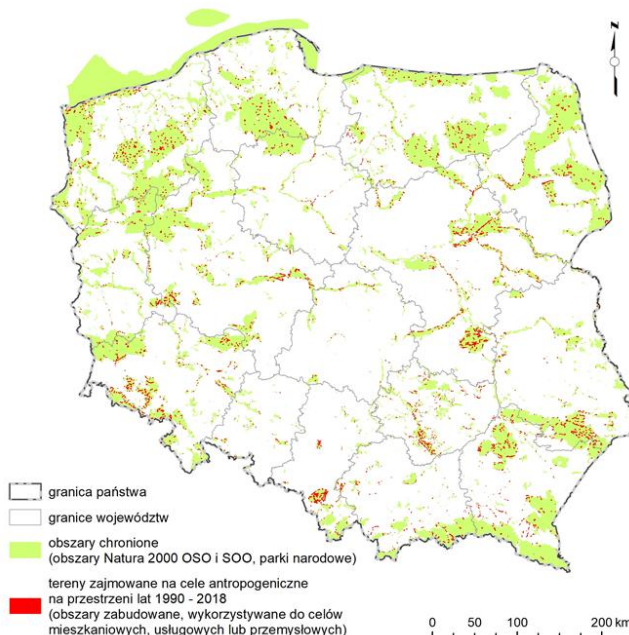 N
granica państwa
granice województw
obszary chronione
(obszary Natura 2000 OSO i SOO, parki narodowe)
tereny zajmowane na cele antropogeniczne
na przestrzeni lat 1990 - 2018
(obszary zabudowane, wykorzystywane do celów
mieszkaniowych, usługowych lub przemysłowych)
0 50 100 200 km